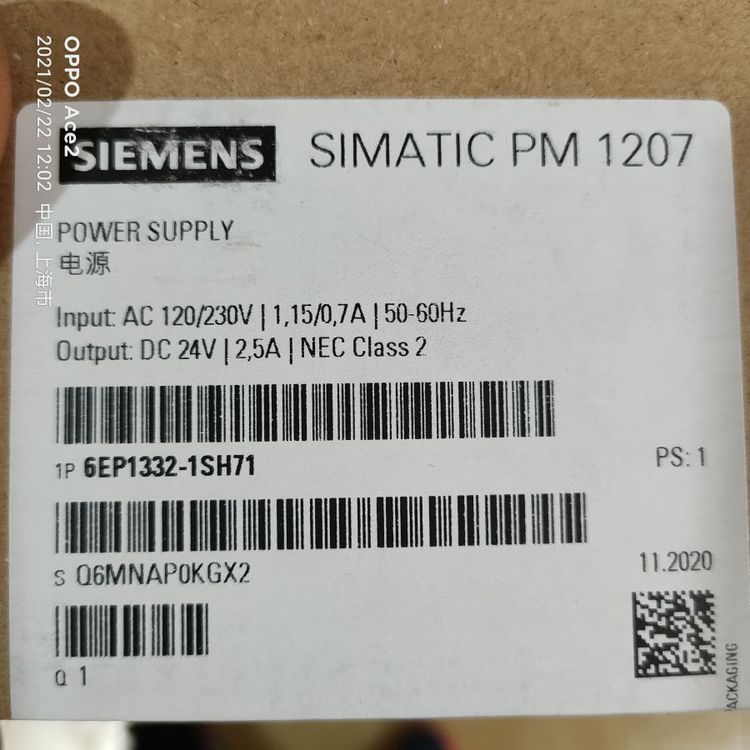 SIEMENS SIMATIC PM 1207
POWER SUPPLY
电源
Input: AC 120/230V | 1,15/0,7A | 50-60Hz
Output: DC 24V | 2,5A | NEC Class 2
1P 6EP1332-1SH71
PS: 1
S Q6MNAP0KGX2
11.2020
Q 1
OPPO Ace2
2021/02/22 12:02 中国, 上海市